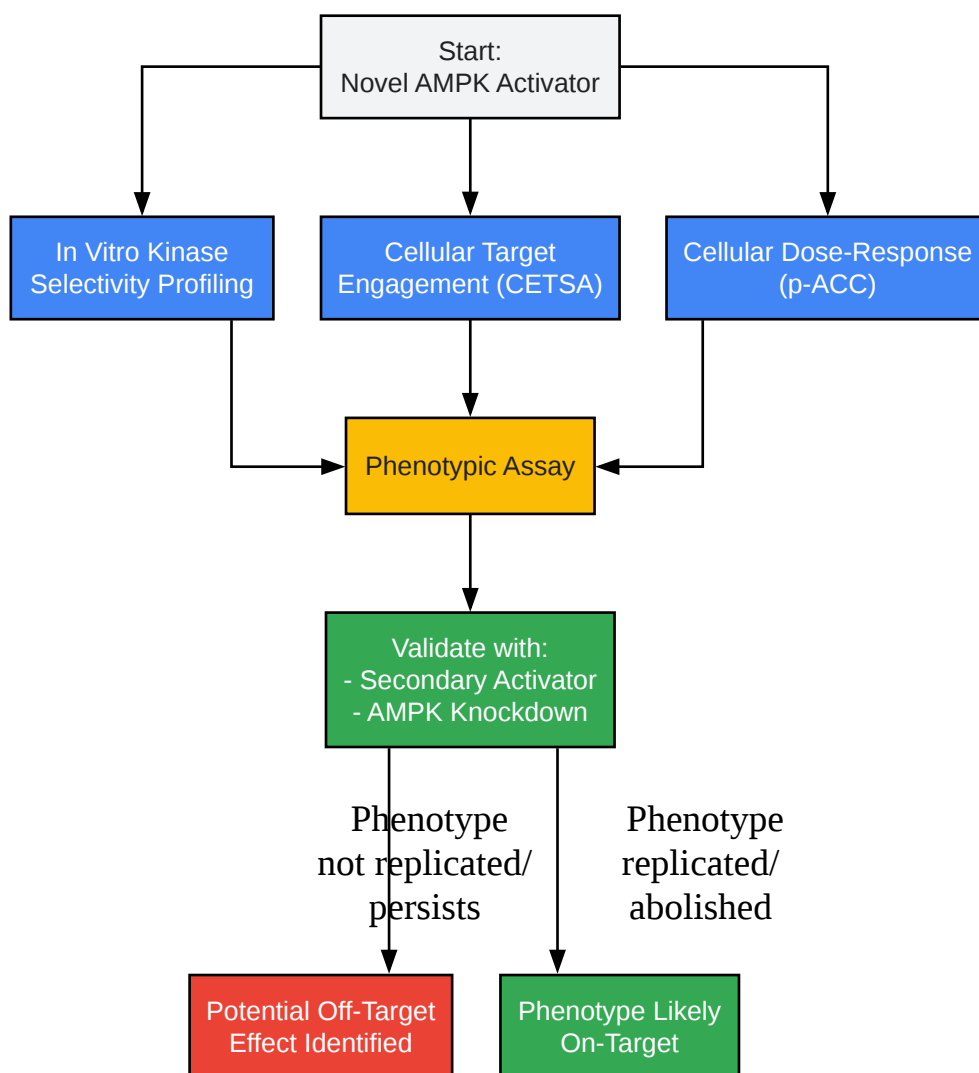 Start:
Novel AMPK Activator
In Vitro Kinase
Selectivity Profiling
Cellular Target
Engagement (CETSA)
Cellular Dose-Response
(p-ACC)
Phenotypic Assay
Validate with:
- Secondary Activator
- AMPK Knockdown
Phenotype
not replicated/
persists
Phenotype
replicated/
abolished
Potential Off-Target
Effect Identified
Phenotype Likely
On-Target